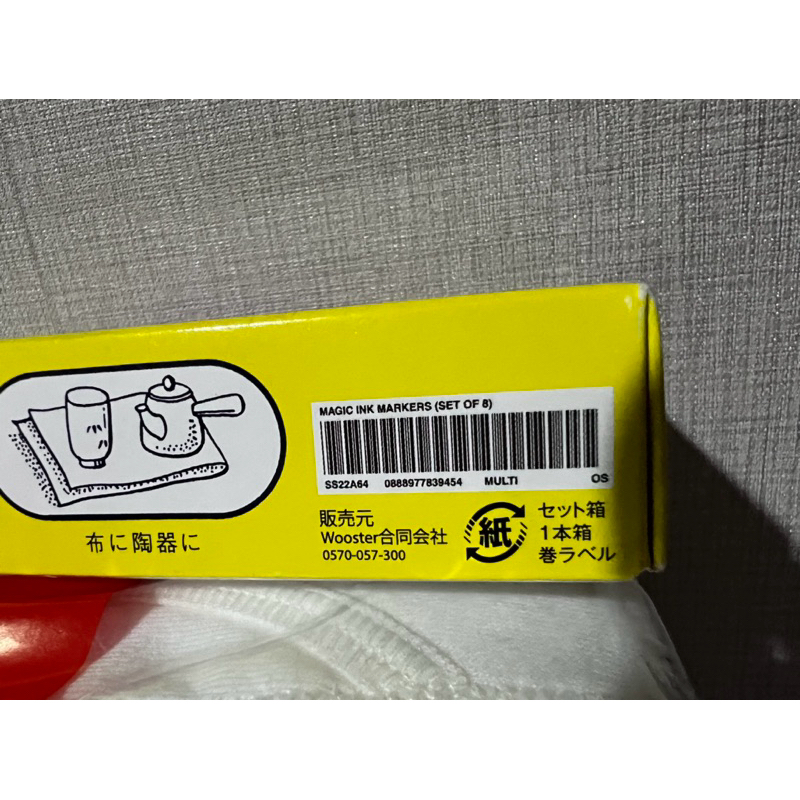 布に陶器に
MAGIC INK MARKERS (SET OF 8)
SS22A64 0888977839454 MULTI OS
販売元
Wooster合同会社
0570-057-300
紙
セット箱
1本箱
巻ラベル